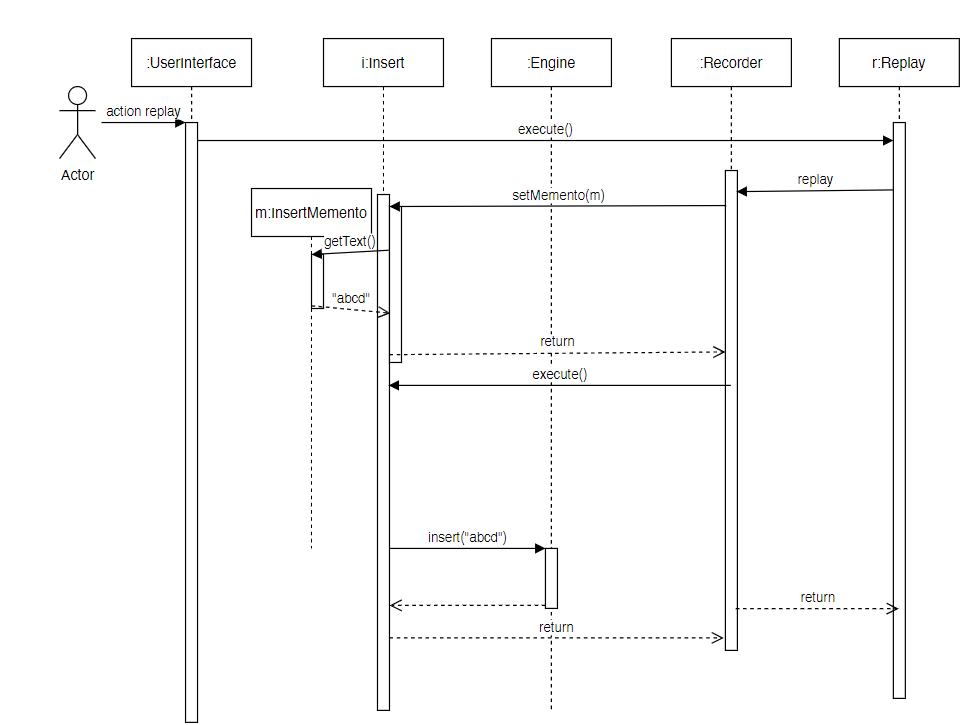 :UserInterface
i:Insert
:Engine
:Recorder
r:Replay
action replay
execute()
Actor
replay
setMemento(m)
m:InsertMemento
getText()
"abcd"
return
execute()
insert("abcd")
return
return